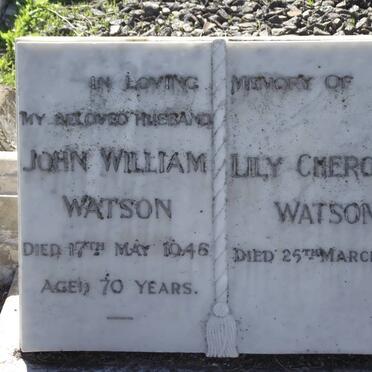 IN LOVING MEMORY OF
MY BELOVED HUSBAND
JOHN WILLIAM
WATSON
DIED 17TH MAY 1946
AGED 70 YEARS.
LILY
WATSON
DIED 25TH MARCH